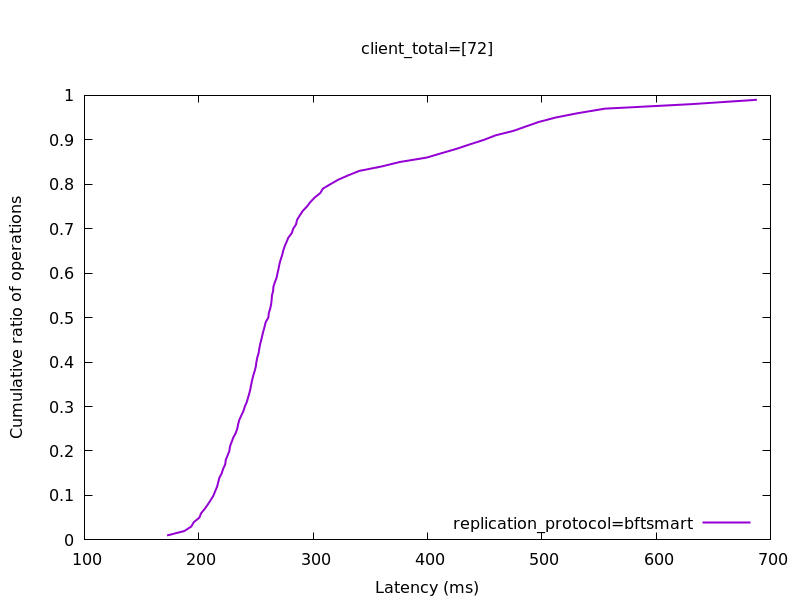 client_total=[72]
1
0.9
0.8
0.7
0.6
0.5
0.4
0.3
0.2
0.1
0
Cumulative ratio of operations
replication_protocol=bftsmart
100 200 300 400 500 600 700
Latency (ms)